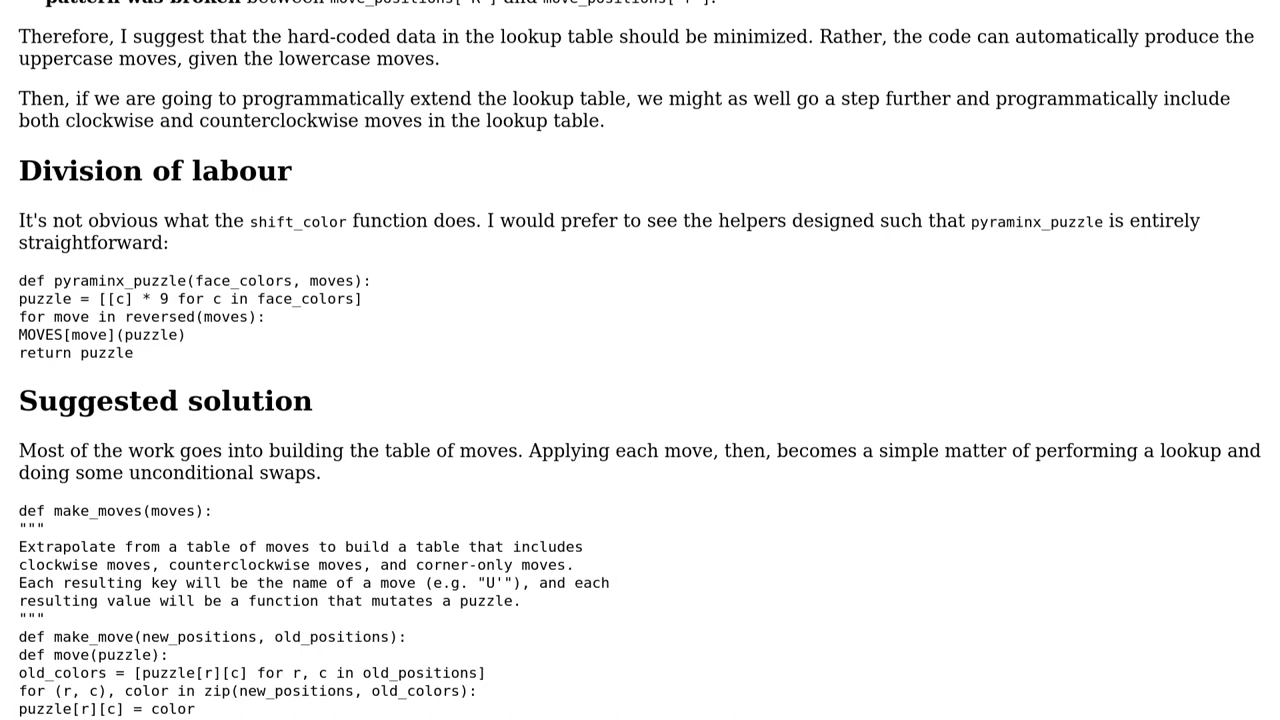 pattern was broken between move_positions['R'] and move_positions['r'].
Therefore, I suggest that the hard-coded data in the lookup table should be minimized. Rather, the code can automatically produce the
uppercase moves, given the lowercase moves.
Then, if we are going to programmatically extend the lookup table, we might as well go a step further and programmatically include
both clockwise and counterclockwise moves in the lookup table.
Division of labour
It's not obvious what the shift_color function does. I would prefer to see the helpers designed such that pyraminx_puzzle is entirely
straightforward:
def pyraminx_puzzle(face_colors, moves):
puzzle = [[c] * 9 for c in face_colors]
for move in reversed(moves):
MOVES[move](puzzle)
return puzzle
Suggested solution
Most of the work goes into building the table of moves. Applying each move, then, becomes a simple matter of performing a lookup and
doing some unconditional swaps.
def make_moves(moves):
"""
Extrapolate from a table of moves to build a table that includes
clockwise moves, counterclockwise moves, and corner-only moves.
Each resulting key will be the name of a move (e.g. "U'"), and each
resulting value will be a function that mutates a puzzle.
"""
def make_move(new_positions, old_positions):
def move(puzzle):
old_colors = [puzzle[r][c] for r, c in old_positions]
for (r, c), color in zip(new_positions, old_colors):
puzzle[r][c] = color